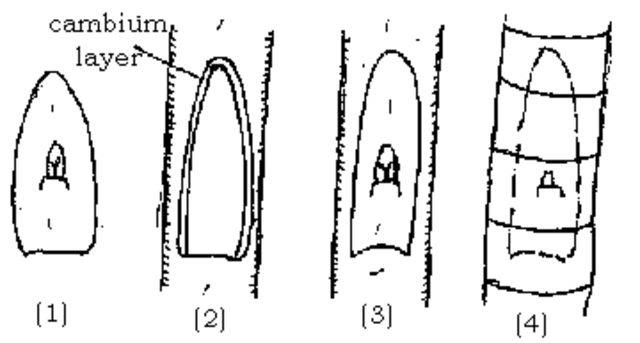 cambium
layer
(1)
(2)
(3)
(4)